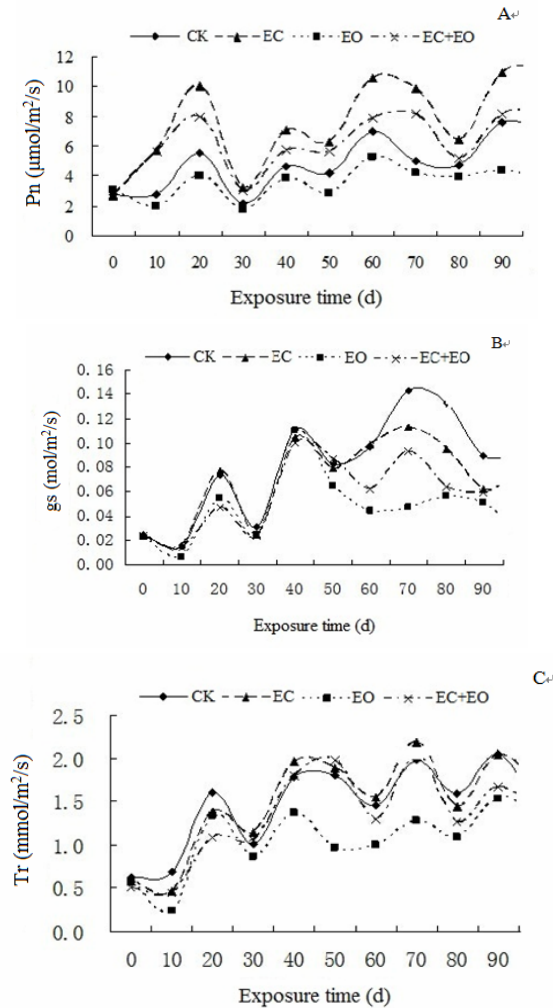 A
CK EC EO EC+EO
12
10
8
6
4
2
0
Pn (μmol/m²/s)
0 10 20 30 40 50 60 70 80 90
Exposure time (d)
B
CK EC EO EC+EO
0.16
0.14
0.12
0.10
0.08
0.06
0.04
0.02
0.00
gs (mol/m²/s)
0 10 20 30 40 50 60 70 80 90
Exposure time (d)
C
CK EC EO EC+EO
2.5
2.0
1.5
1.0
0.5
0.0
Tr (mmol/m²/s)
0 10 20 30 40 50 60 70 80 90
Exposure time (d)